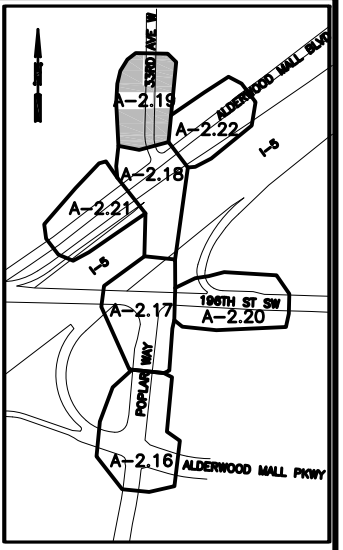 33RD AVE W
A-2.19
ALDERWOOD MALL BLVD
A-2.22
I-5
A-2.18
A-2.21
I-5
196TH ST SW
A-2.17
A-2.20
POPLAR WAY
A-2.16
ALDERWOOD MALL PKWY